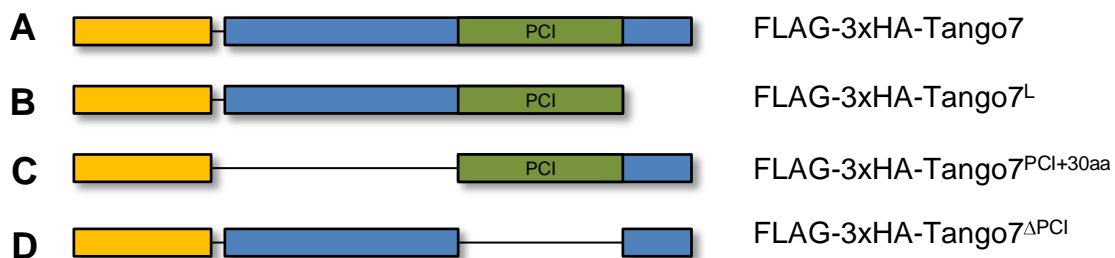 A PCI FLAG-3xHA-Tango7
B PCI FLAG-3xHA-Tango7L
C PCI FLAG-3xHA-Tango7PCI+30aa
D FLAG-3xHA-Tango7ΔPCI